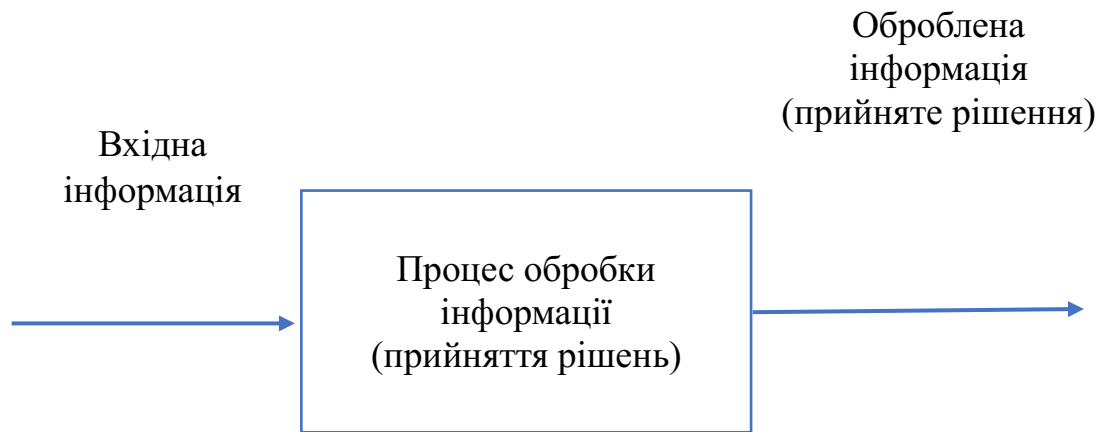 Вхідна
інформація
Процес обробки
інформації
(прийняття рішень)
Оброблена
інформація
(прийняте рішення)